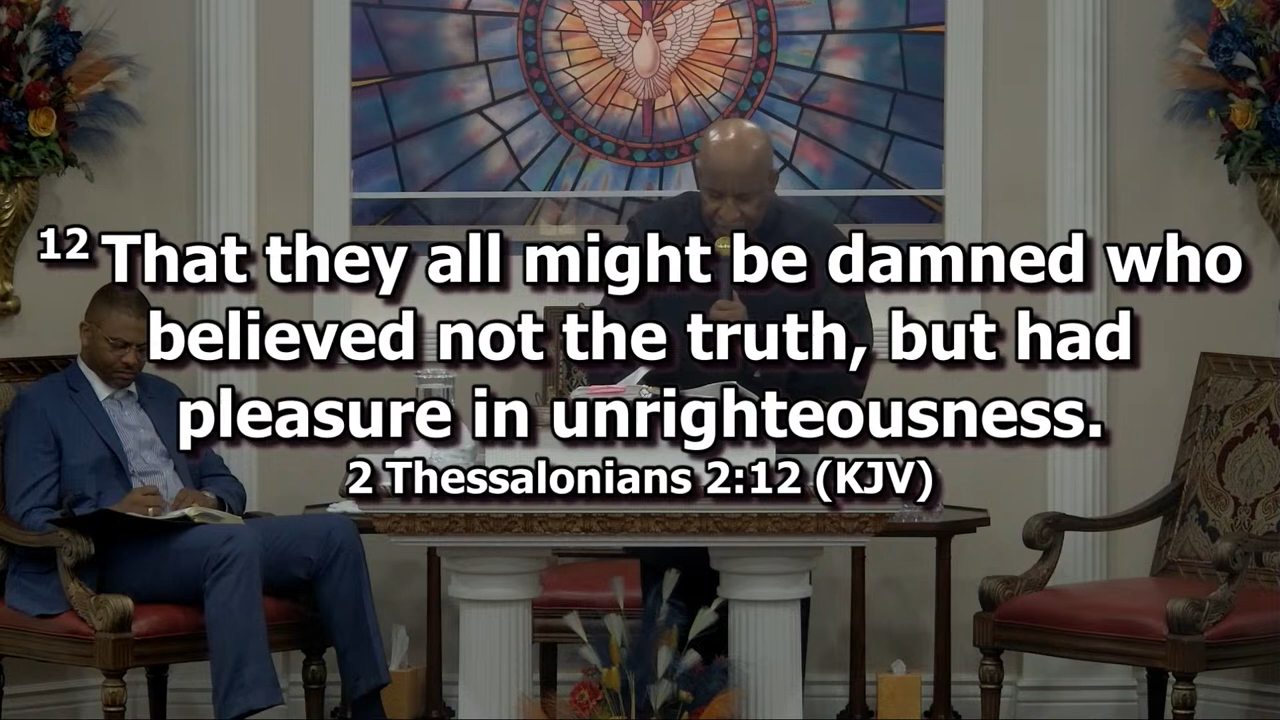 12 That they all might be damned who
believed not the truth, but had
pleasure in unrighteousness.
2 Thessalonians 2:12 (KJV)